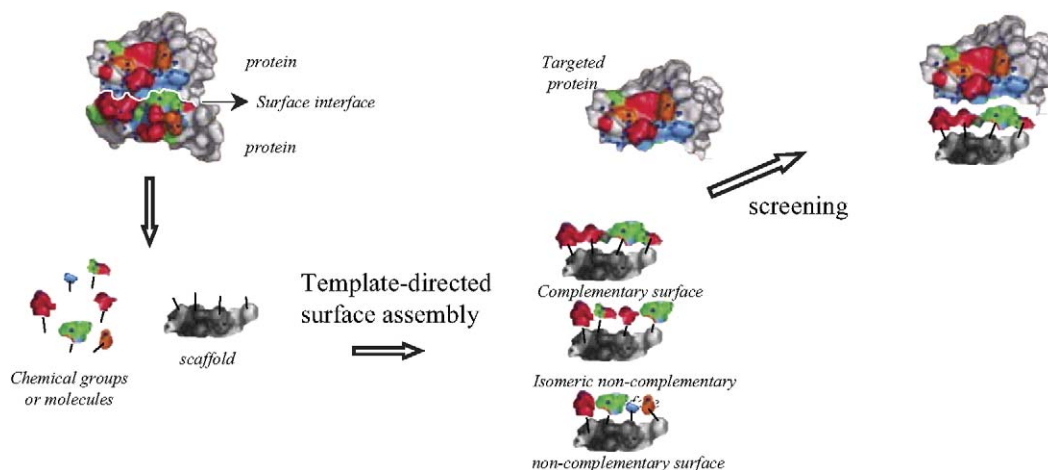 protein
Surface interface
protein
Chemical groups
or molecules
scaffold
Template-directed
surface assembly
Targeted
protein
screening
Complementary surface
Isomeric non-complementary
non-complementary surface